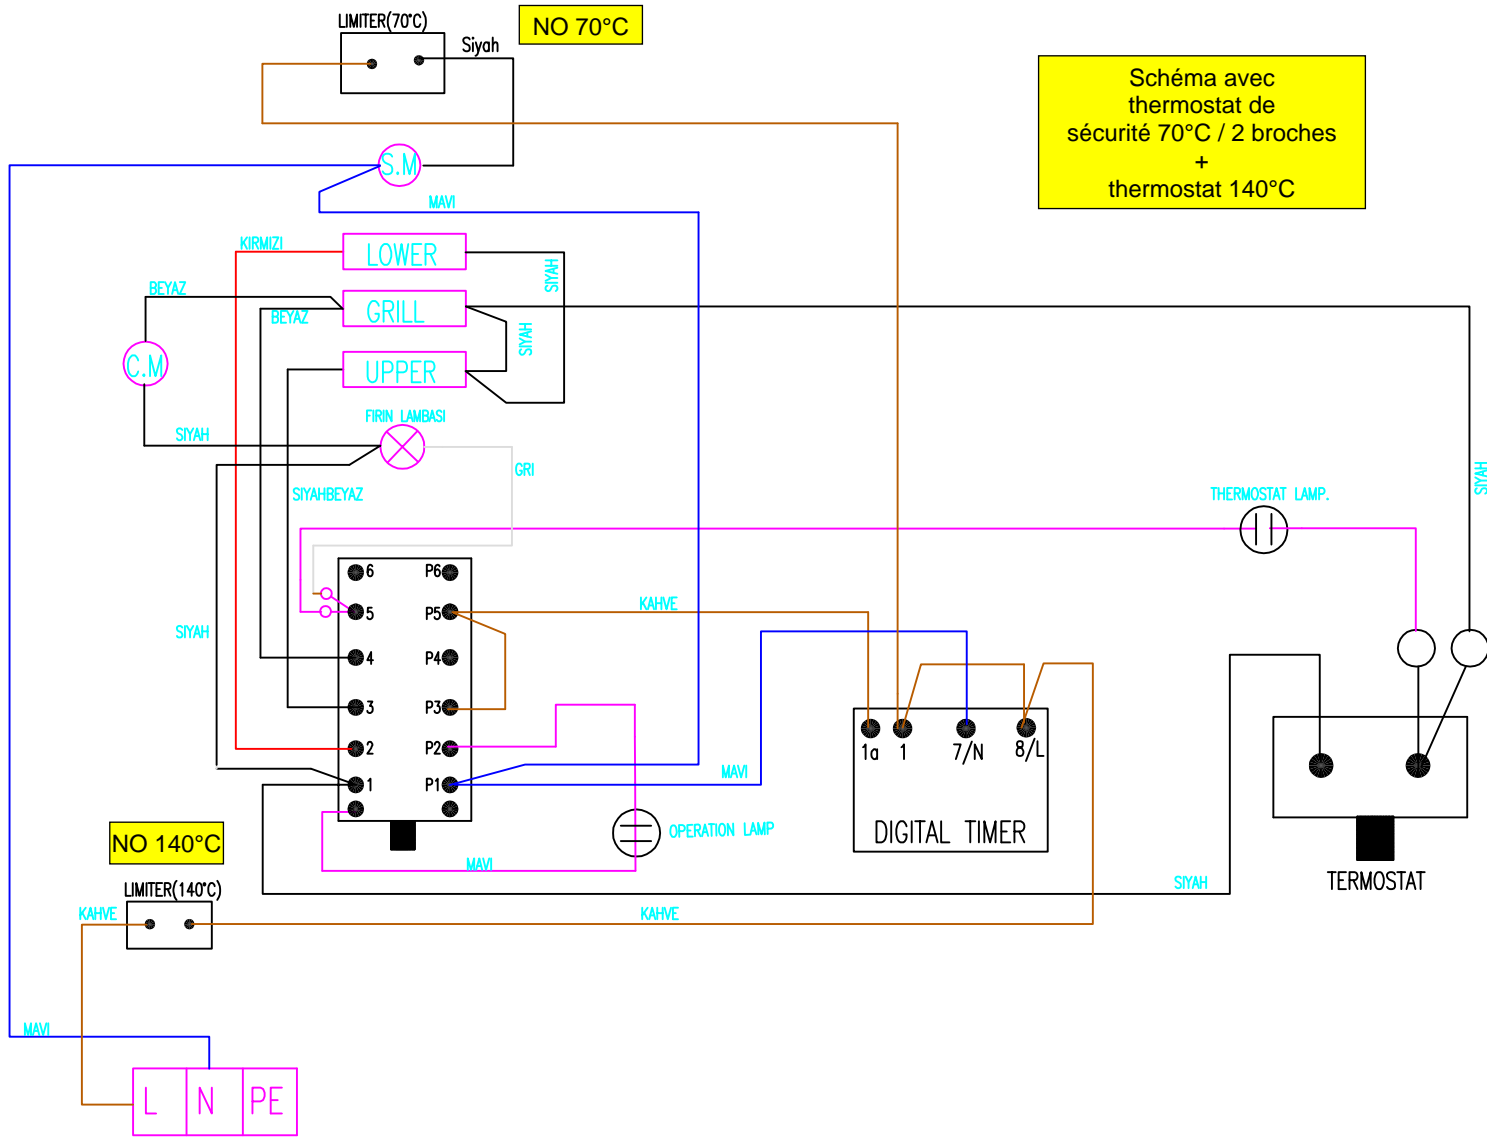 LIMITER(70°C)
NO 70°C
Siyah
Schéma avec
thermostat de
sécurité 70°C / 2 broches
+
thermostat 140°C
S.M
MAVI
KIRMIZI
LOWER
SIYAH
BEYAZ
GRILL
BEYAZ
SIYAH
C.M
UPPER
FIRIN LAMBASI
SIYAH
GRI
SIYAH
SIYAHBEYAZ
THERMOSTAT LAMP.
6
P6
5
P5
KAHVE
SIYAH
4
P4
3
P3
2
P2
1a
1
7/N
8/L
1
P1
MAVI
DIGITAL TIMER
OPERATION LAMP
NO 140°C
MAVI
TERMOSTAT
LIMITER(140°C)
SIYAH
KAHVE
KAHVE
MAVI
L
N
PE